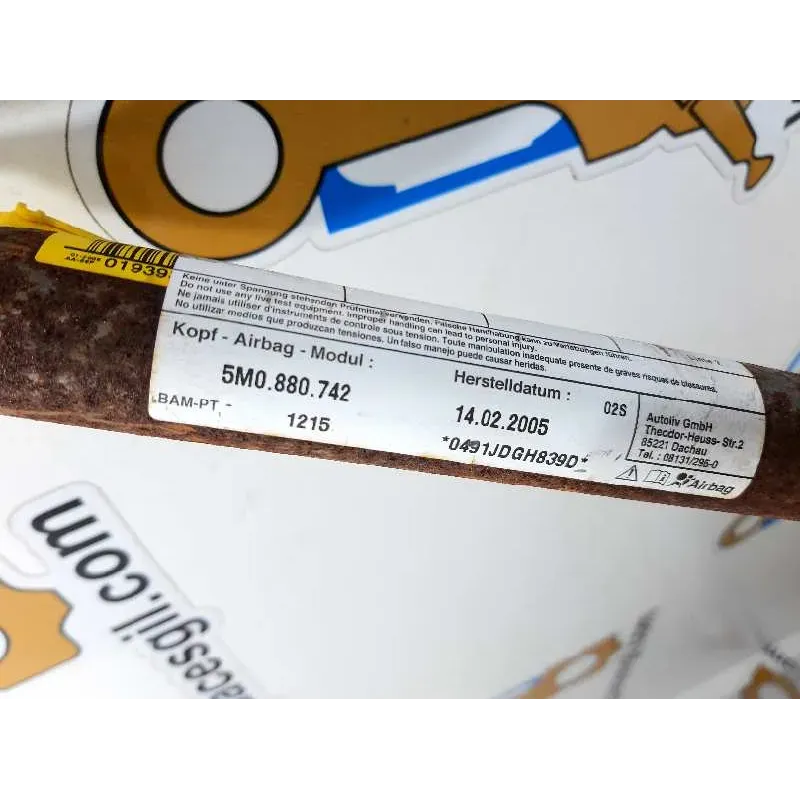 01939
Keine unter Spannung stehenden Prüfmittel verwenden. Falsche Handhabung kann zu Verletzungen führen.
Do not use any live test equipment. Improper handling can lead to personal injury.
Ne jamais utiliser d'instruments de controle sous tension. Toute manipulation inadequate presente de graves risques de blessures.
No utilizar medios que produzcan tensiones. Un falso manejo puede causar heridas.
Kopf - Airbag - Modul :
5M0.880.742
BAM-PT. -
1215
Herstelldatum :
02S
14.02.2005
*0491JDGH839D*
Autoliv GmbH
Theodor-Heuss- Str.2
85221 Dachau
Tel. : 08131/295-0
Airbag
acesgil.com